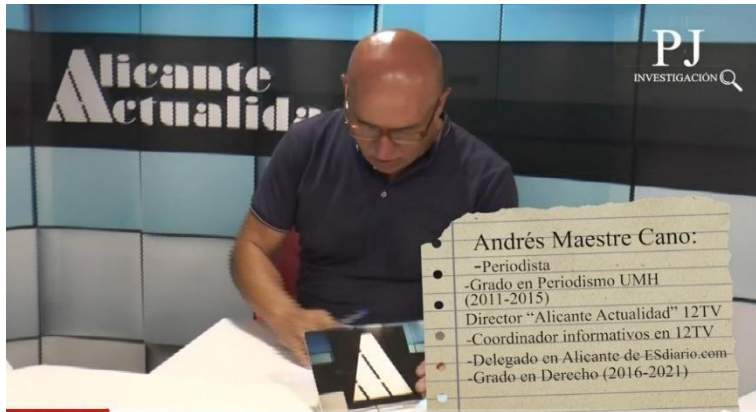 Alicante
Actualida
PJ
INVESTIGACIÓN
Andrés Maestre Cano:
-Periodista
-Grado en Periodismo UMH
(2011-2015)
Director “Alicante Actualidad” 12TV
-Coordinador informativos en 12TV
-Delegado en Alicante de ESdiario.com
-Grado en Derecho (2016-2021)